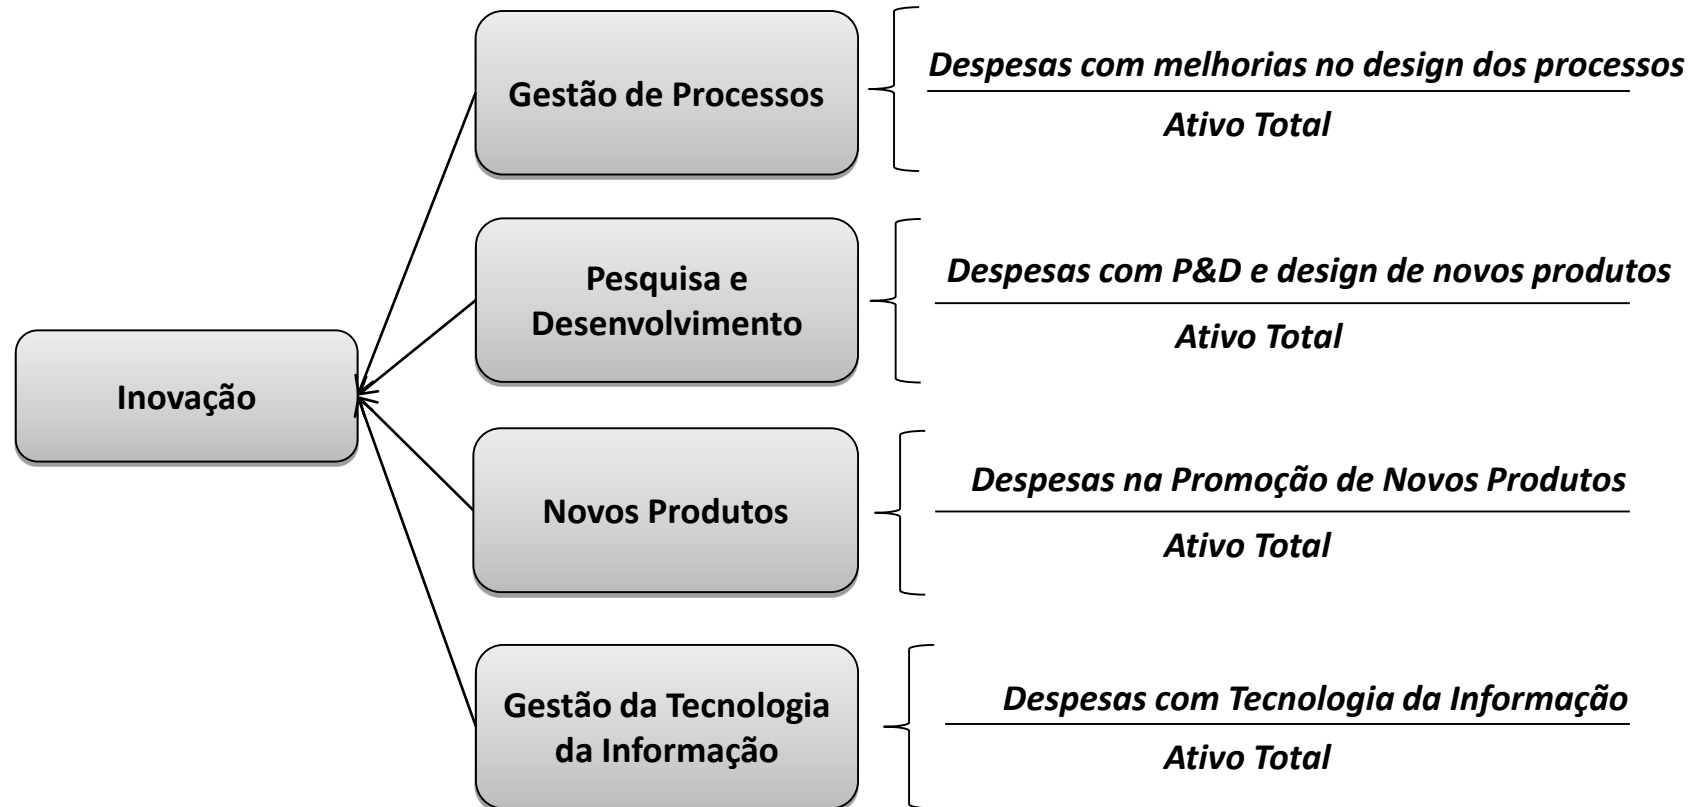 Gestão de Processos
Despesas com melhorias no design dos processos
Ativo Total
Pesquisa e
Desenvolvimento
Despesas com P&D e design de novos produtos
Ativo Total
Inovação
Novos Produtos
Despesas na Promoção de Novos Produtos
Ativo Total
Gestão da Tecnologia
da Informação
Despesas com Tecnologia da Informação
Ativo Total